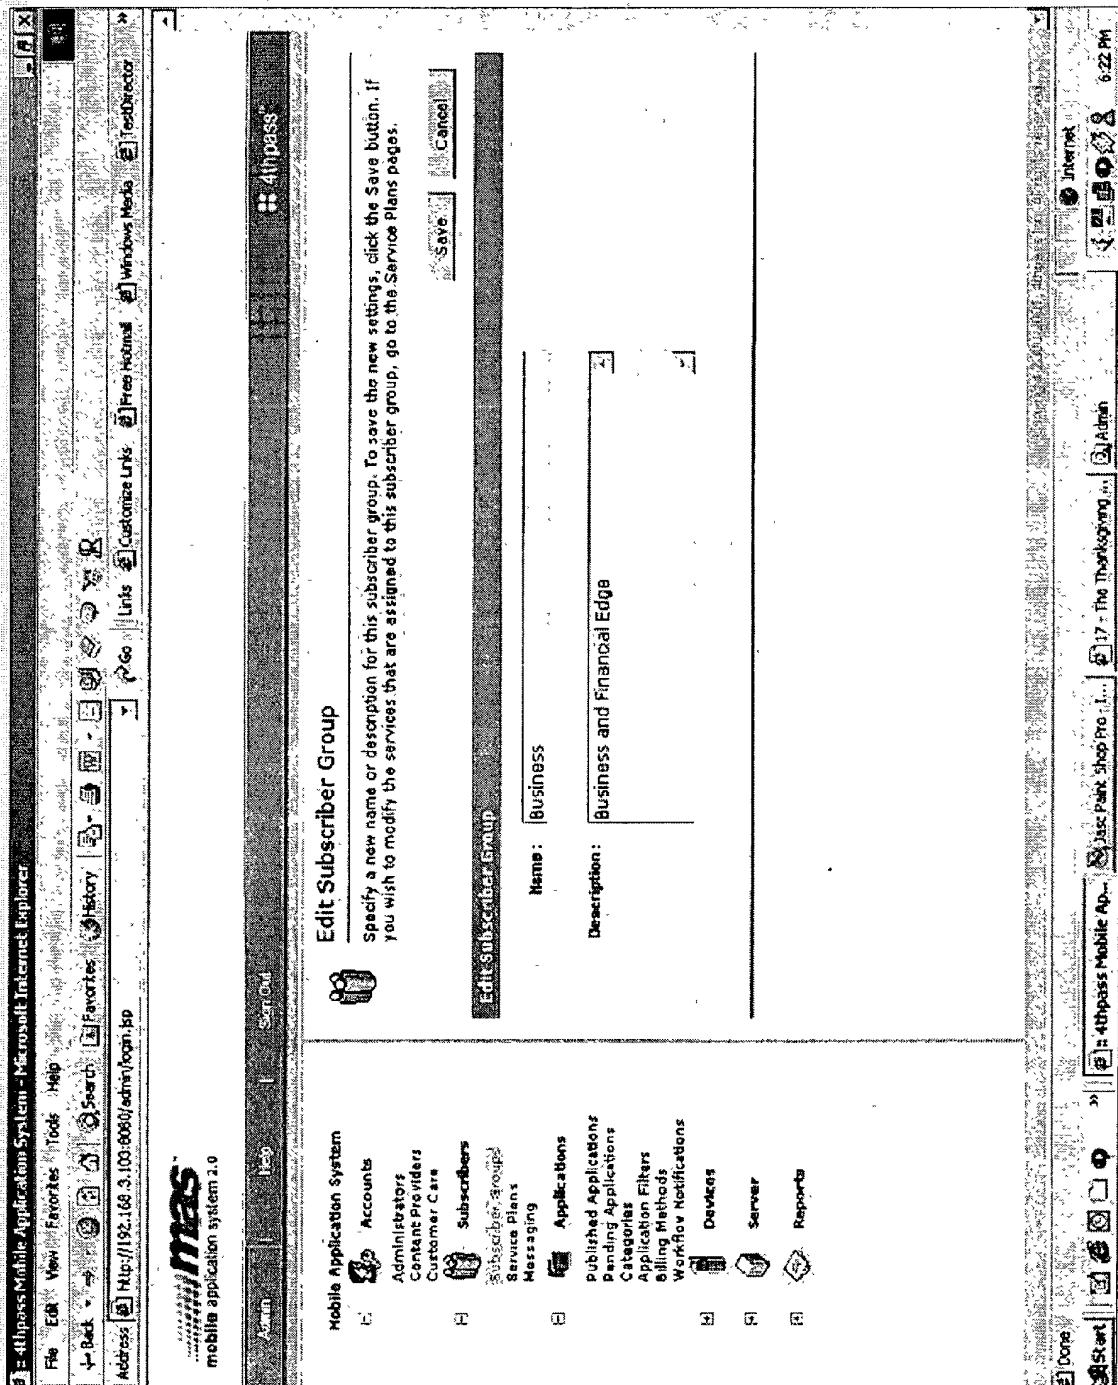 :: 4thpass Mobile Application System - Microsoft Internet Explorer
File Edit View Favorites Tools Help
Back Search Favorites History
Address http://192.168.3.103:8080/admin/login.jsp Go Links Customize Links Free Hotmail Windows Media TestDirector »
mas
mobile application system 2.0
Admin | Help | Sign Out 4thpass
Mobile Application System
Accounts
Administrators
Content Providers
Customer Care
Subscribers
Subscriber Groups
Service Plans
Messaging
Applications
Published Applications
Pending Applications
Categories
Application Filters
Billing Methods
Workflow Notifications
Devices
Server
Reports
Edit Subscriber Group
Specify a new name or description for this subscriber group. To save the new settings, click the Save button. If
you wish to modify the services that are assigned to this subscriber group, go to the Service Plans pages.
Save Cancel
Edit Subscriber Group
Name: Business
Description: Business and Financial Edge
Done Internet
Start » :: 4thpass Mobile Ap... Jasc Paint Shop Pro - I... 17 - The Thanksgiving ... Admin 6:22 PM